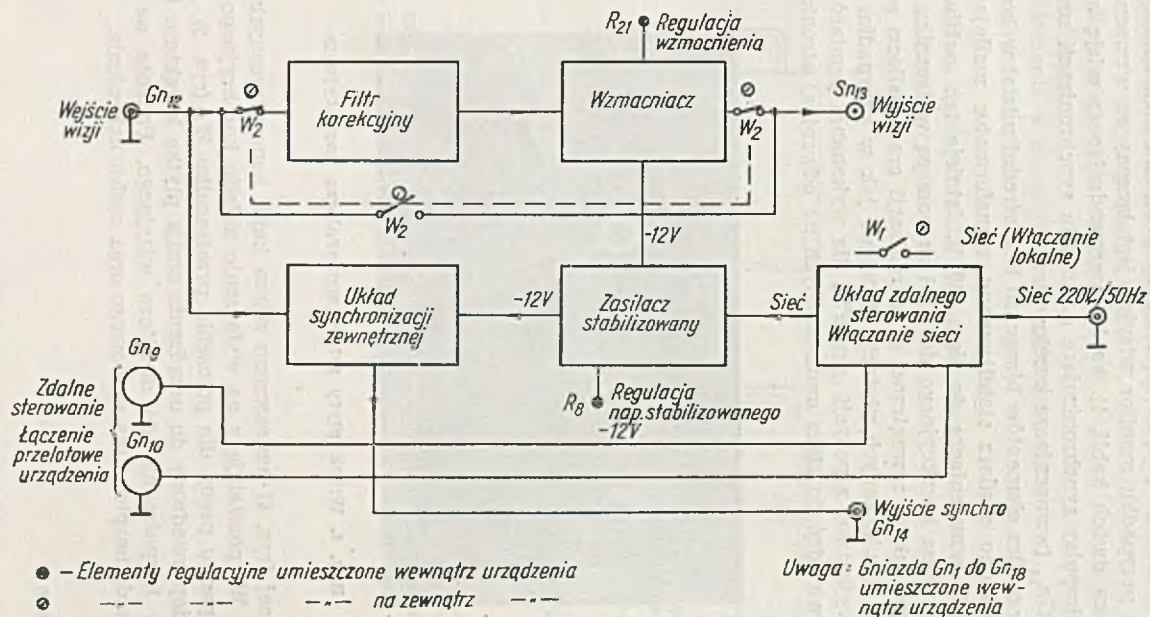 R21 Regulacja
wzmocnienia
Wejście
wizji
Gn12
W2
Filtr
korekcyjny
Wzmacniacz
W2
Sn13
Wyjście
wizji
W2
-12V
W1
Sieć (Włączanie
lokalne)
Układ
synchronizacji
zewnętrznej
-12V
Zasilacz
stabilizowany
Sieć
Układ zdalnego
sterowania
Włączanie sieci
Sieć 220V/50Hz
Gn9
Zdalne
sterowanie
Łączenie
przelotowe
urządzenia
Gn10
R8
Regulacja
nap. stabilizowanego
-12V
Wyjście synchro
Gn14
● – Elementy regulacyjne umieszczone wewnątrz urządzenia
⊘ —„— —„— na zewnątrz —„—
Uwaga: Gniazda Gn1 do Gn18
umieszczone wew-
nątrz urządzenia